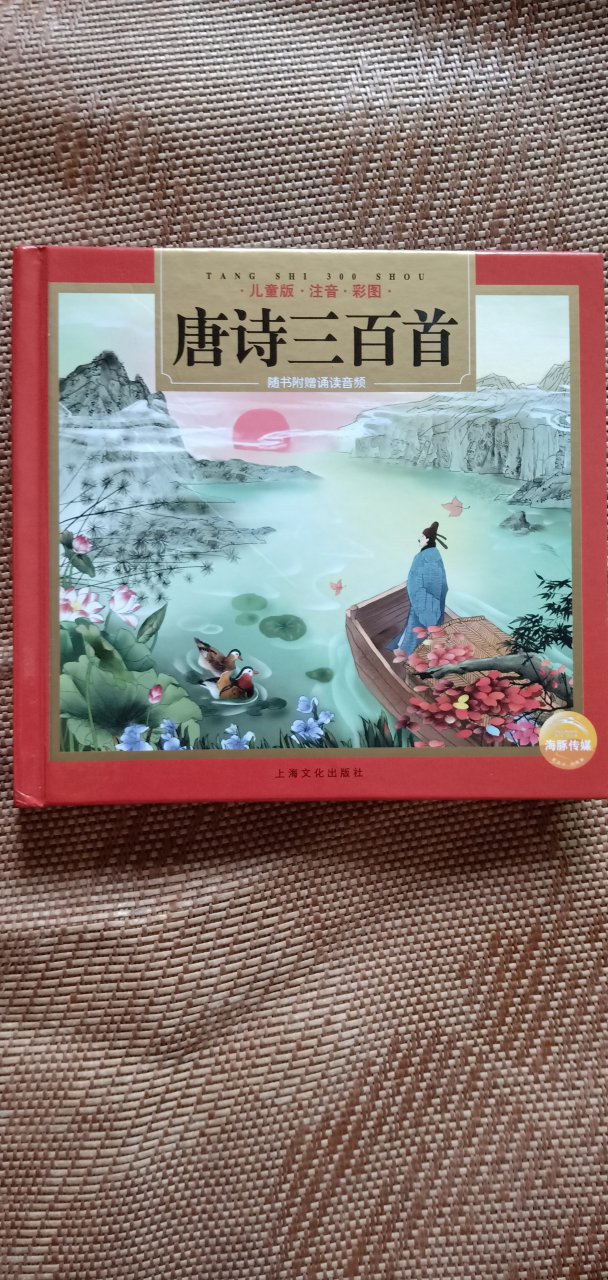 TANG SHI 300 SHOU
·儿童版·注音·彩图·
唐诗三百首
随书附赠诵读音频
海豚传媒
上海文化出版社